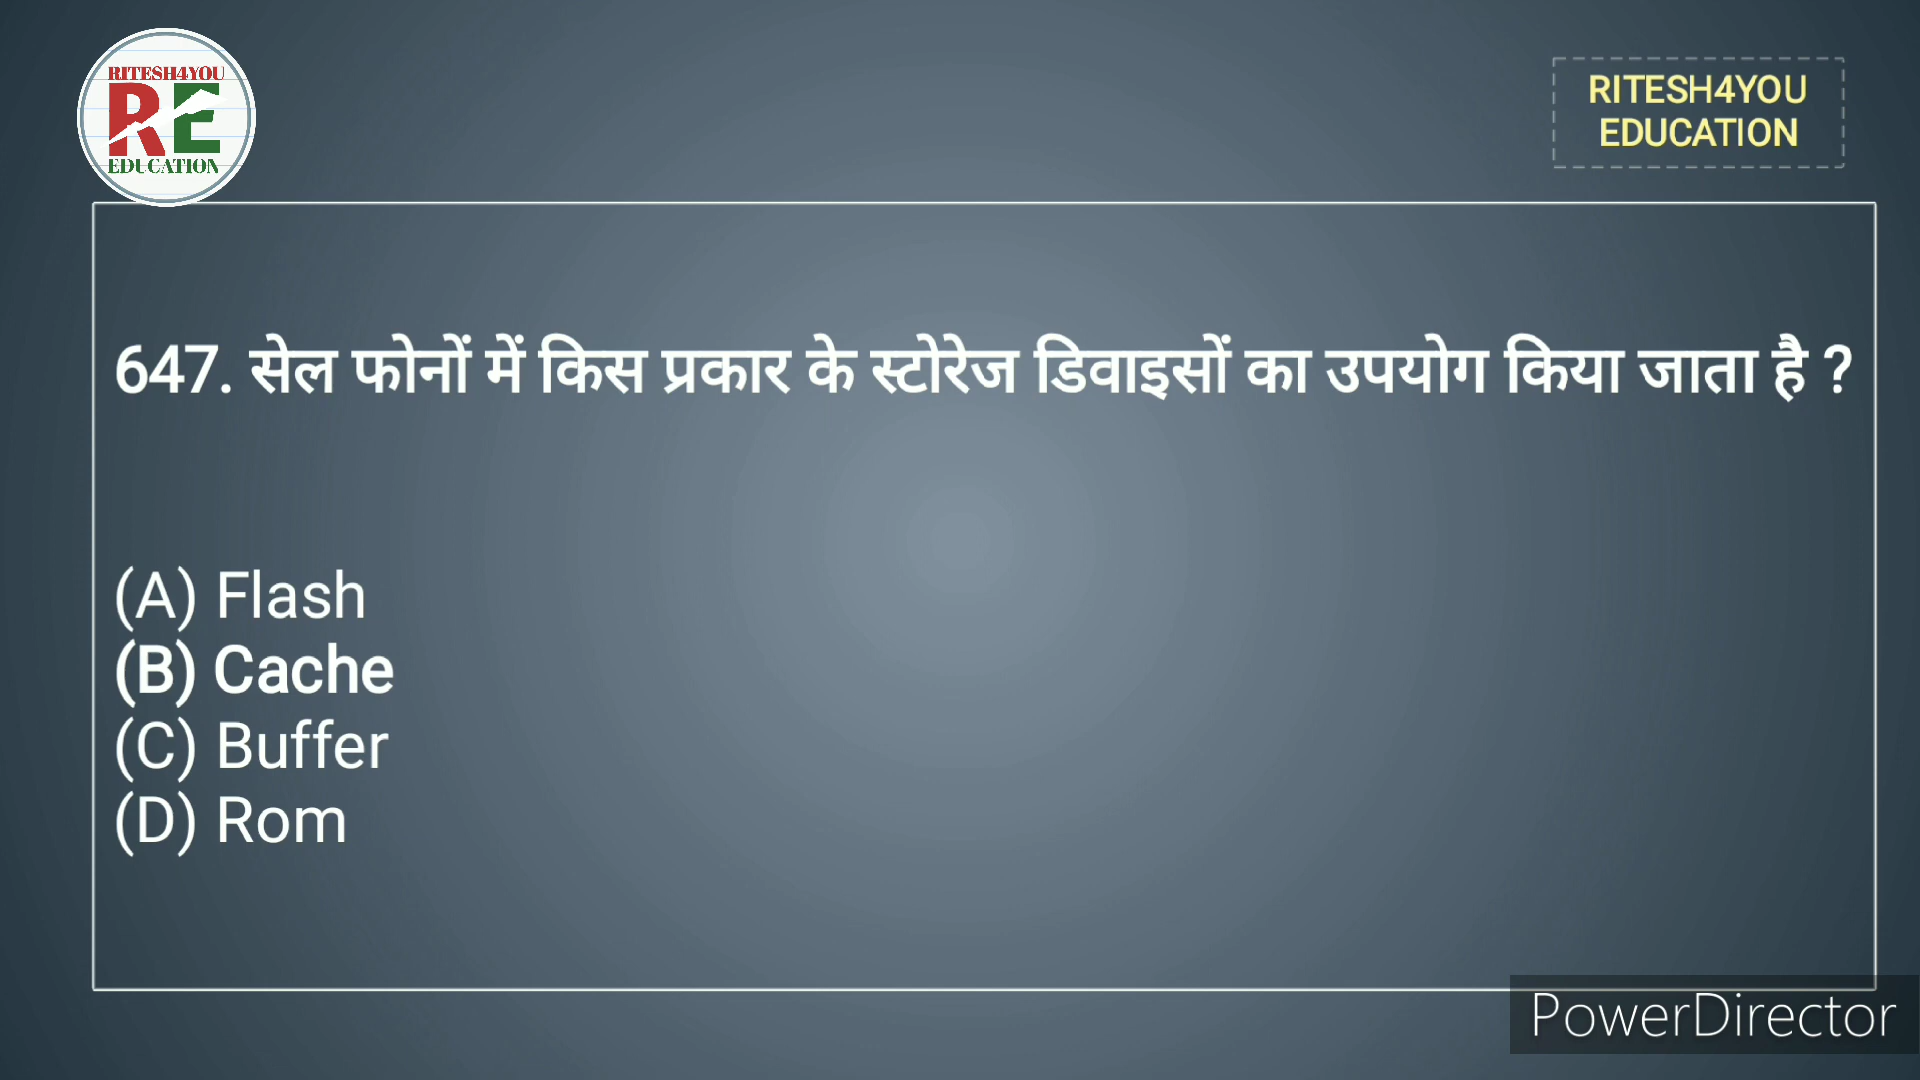 RITESH4YOU
RE
EDUCATION
RITESH4YOU
EDUCATION
647. सेल फोनों में किस प्रकार के स्टोरेज डिवाइसों का उपयोग किया जाता है ?
(A) Flash
(B) Cache
(C) Buffer
(D) Rom
PowerDirector